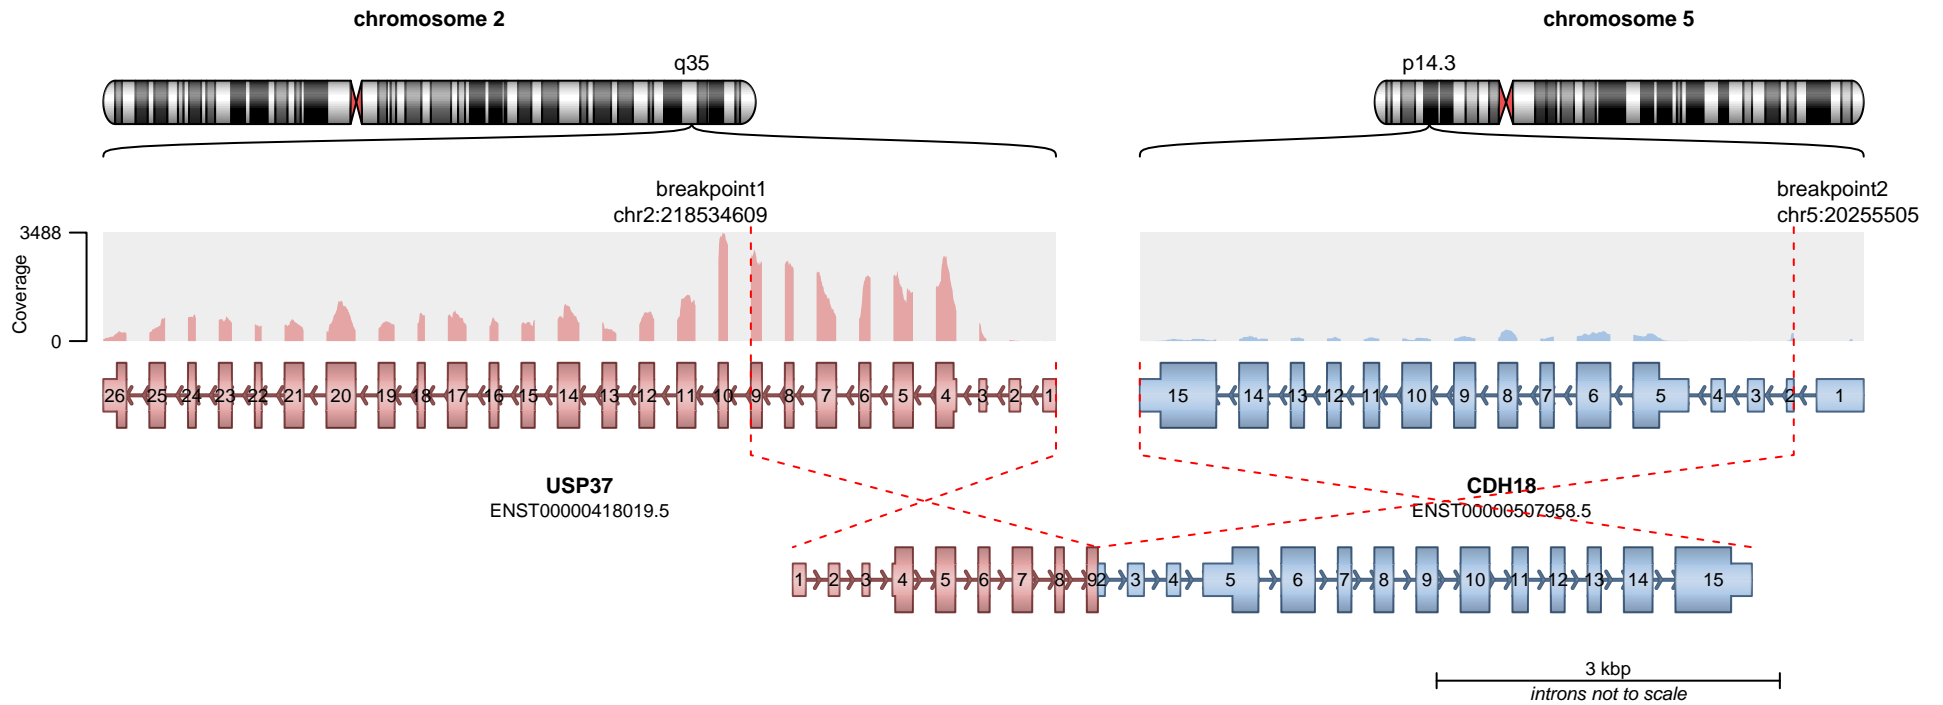 chromosome 2
chromosome 5
q35
p14.3
breakpoint1
chr2:218534609
breakpoint2
chr5:20255505
3488
Coverage
0
26 25 24 23 22 21 20 19 18 17 16 15 14 13 12 11 10 9 8 7 6 5 4 3 2 1
15 14 13 12 11 10 9 8 7 6 5 4 3 2 1
USP37
ENST00000418019.5
CDH18
ENST00000507958.5
1 2 3 4 5 6 7 8 9 2 3 4 5 6 7 8 9 10 11 12 13 14 15
3 kbp
introns not to scale